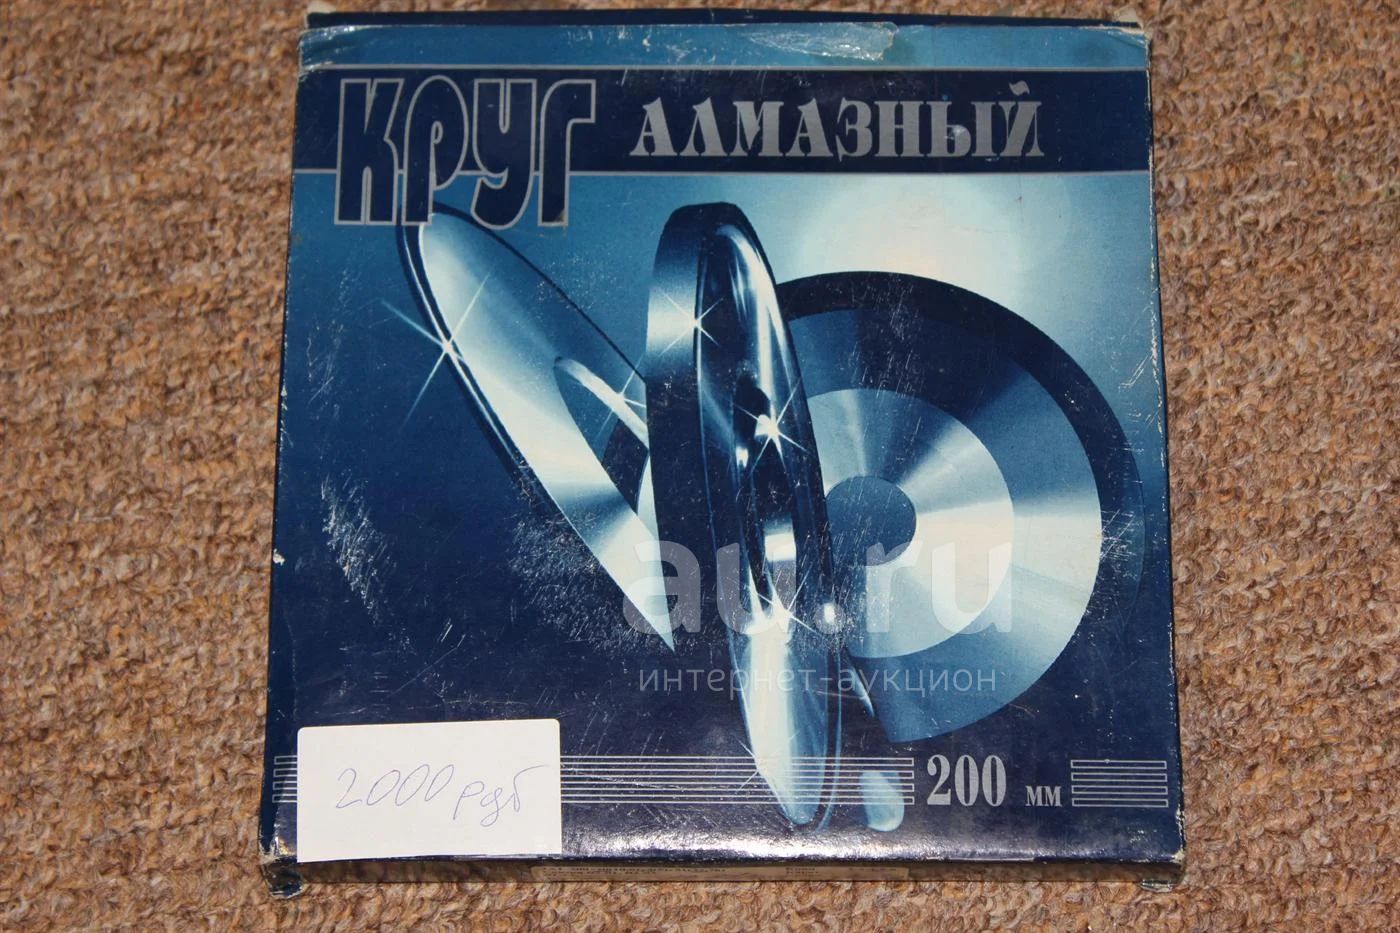 КРУГ АЛМАЗНЫЙ
au.ru
интернет-аукцион
2000 руб
200 мм